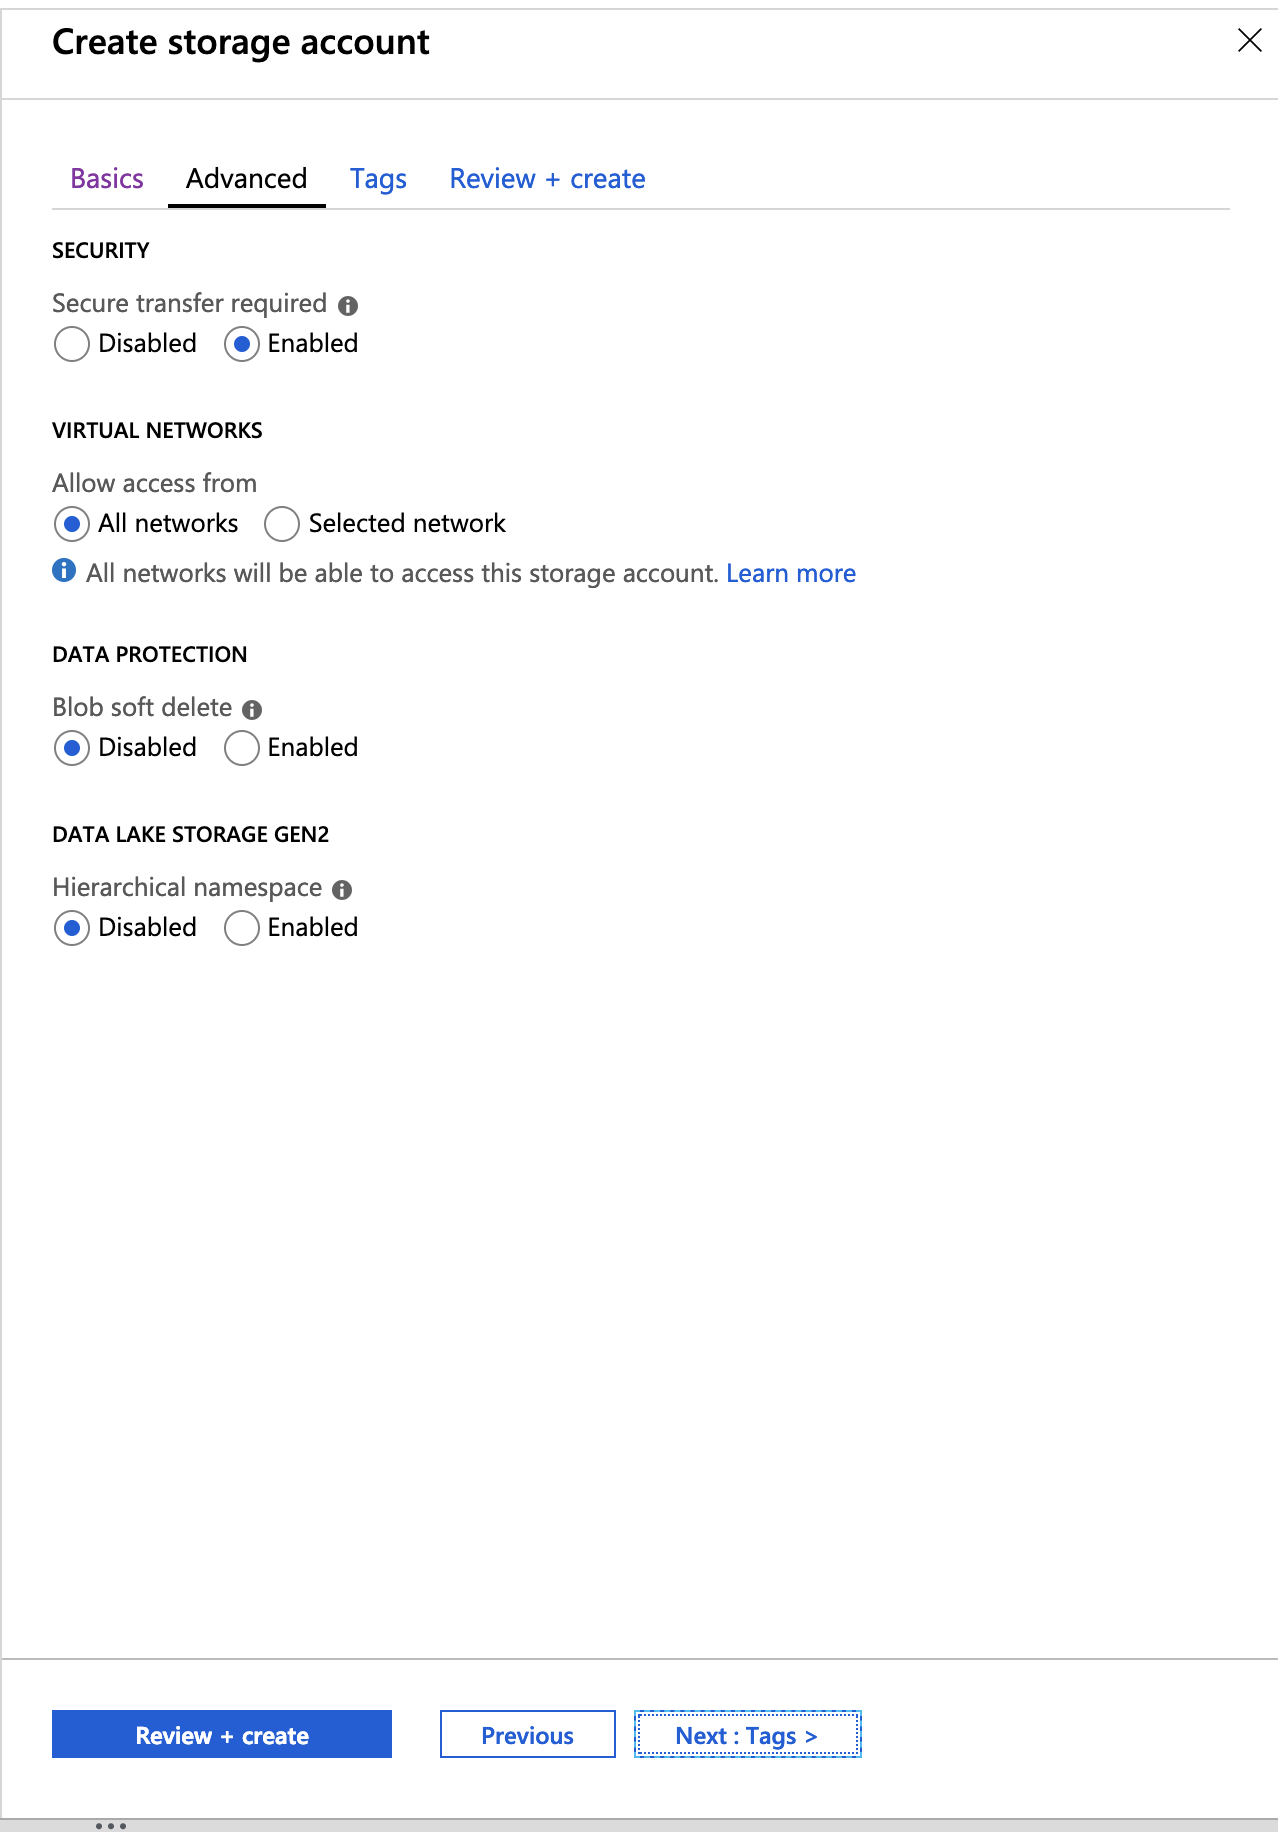 Create storage account
Basics Advanced Tags Review + create
SECURITY
Secure transfer required
Disabled Enabled
VIRTUAL NETWORKS
Allow access from
All networks Selected network
All networks will be able to access this storage account. Learn more
DATA PROTECTION
Blob soft delete
Disabled Enabled
DATA LAKE STORAGE GEN2
Hierarchical namespace
Disabled Enabled
Review + create Previous Next : Tags >